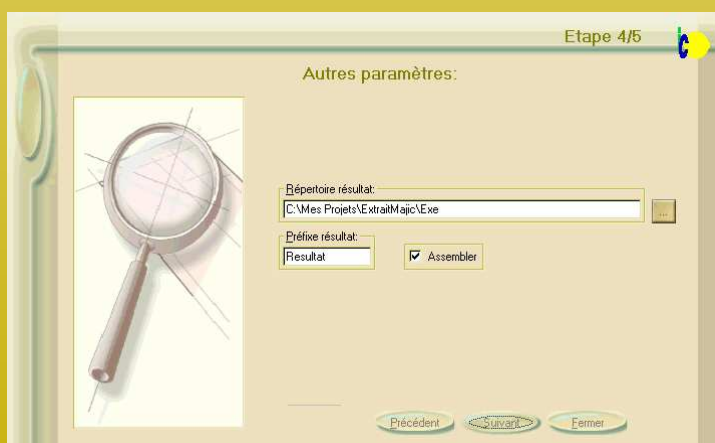 Etape 4/5
Autres paramètres:
Répertoire résultat:
C:\Mes Projets\ExtraitMajic\Exe
...
Préfixe résultat:
Resultat
Assembler
Précédent
Suivant
Fermer